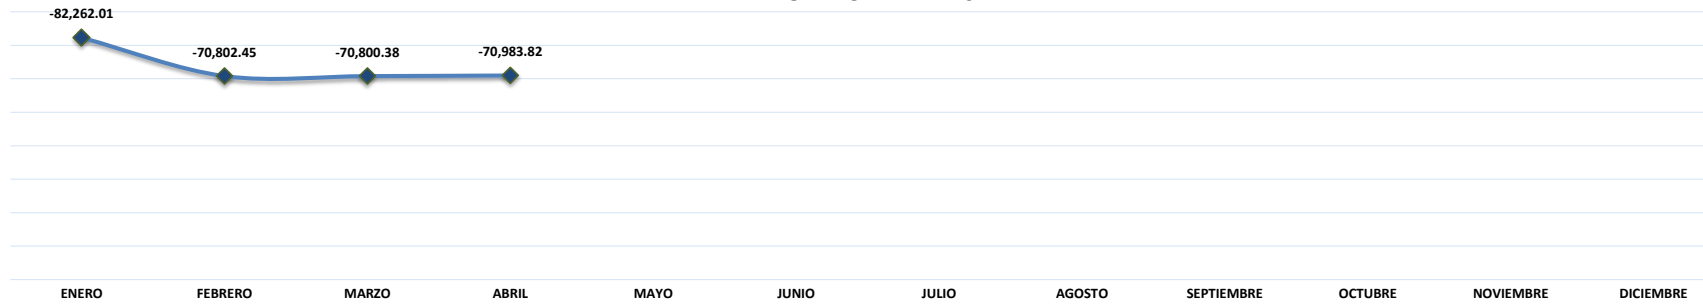 -82,262.01
-70,802.45 -70,800.38 -70,983.82
ENERO FEBRERO MARZO ABRIL MAYO JUNIO JULIO AGOSTO SEPTIEMBRE OCTUBRE NOVIEMBRE DICIEMBRE